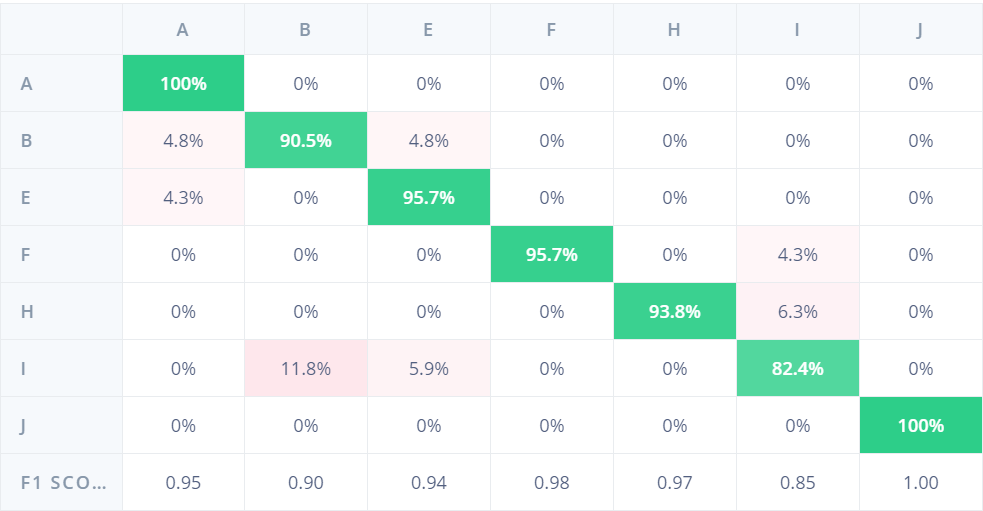 A B E F H I J
A 100% 0% 0% 0% 0% 0% 0%
B 4.8% 90.5% 4.8% 0% 0% 0% 0%
E 4.3% 0% 95.7% 0% 0% 0% 0%
F 0% 0% 0% 95.7% 0% 4.3% 0%
H 0% 0% 0% 0% 93.8% 6.3% 0%
I 0% 11.8% 5.9% 0% 0% 82.4% 0%
J 0% 0% 0% 0% 0% 0% 100%
F1 SCO... 0.95 0.90 0.94 0.98 0.97 0.85 1.00